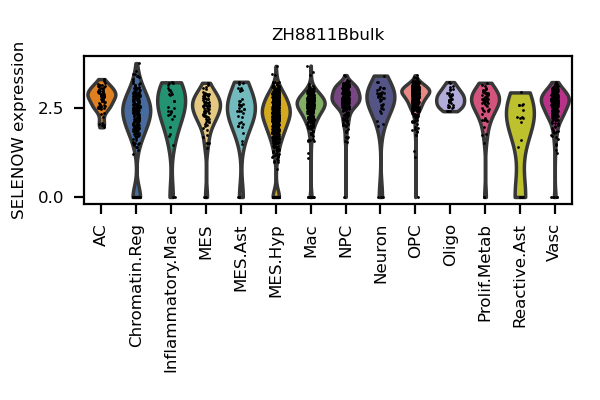 ZH8811Bbulk
SELENOW expression
2.5
0.0
AC
Chromatin.Reg
Inflammatory.Mac
MES
MES.Ast
MES.Hyp
Mac
NPC
Neuron
OPC
Oligo
Prolif.Metab
Reactive.Ast
Vasc